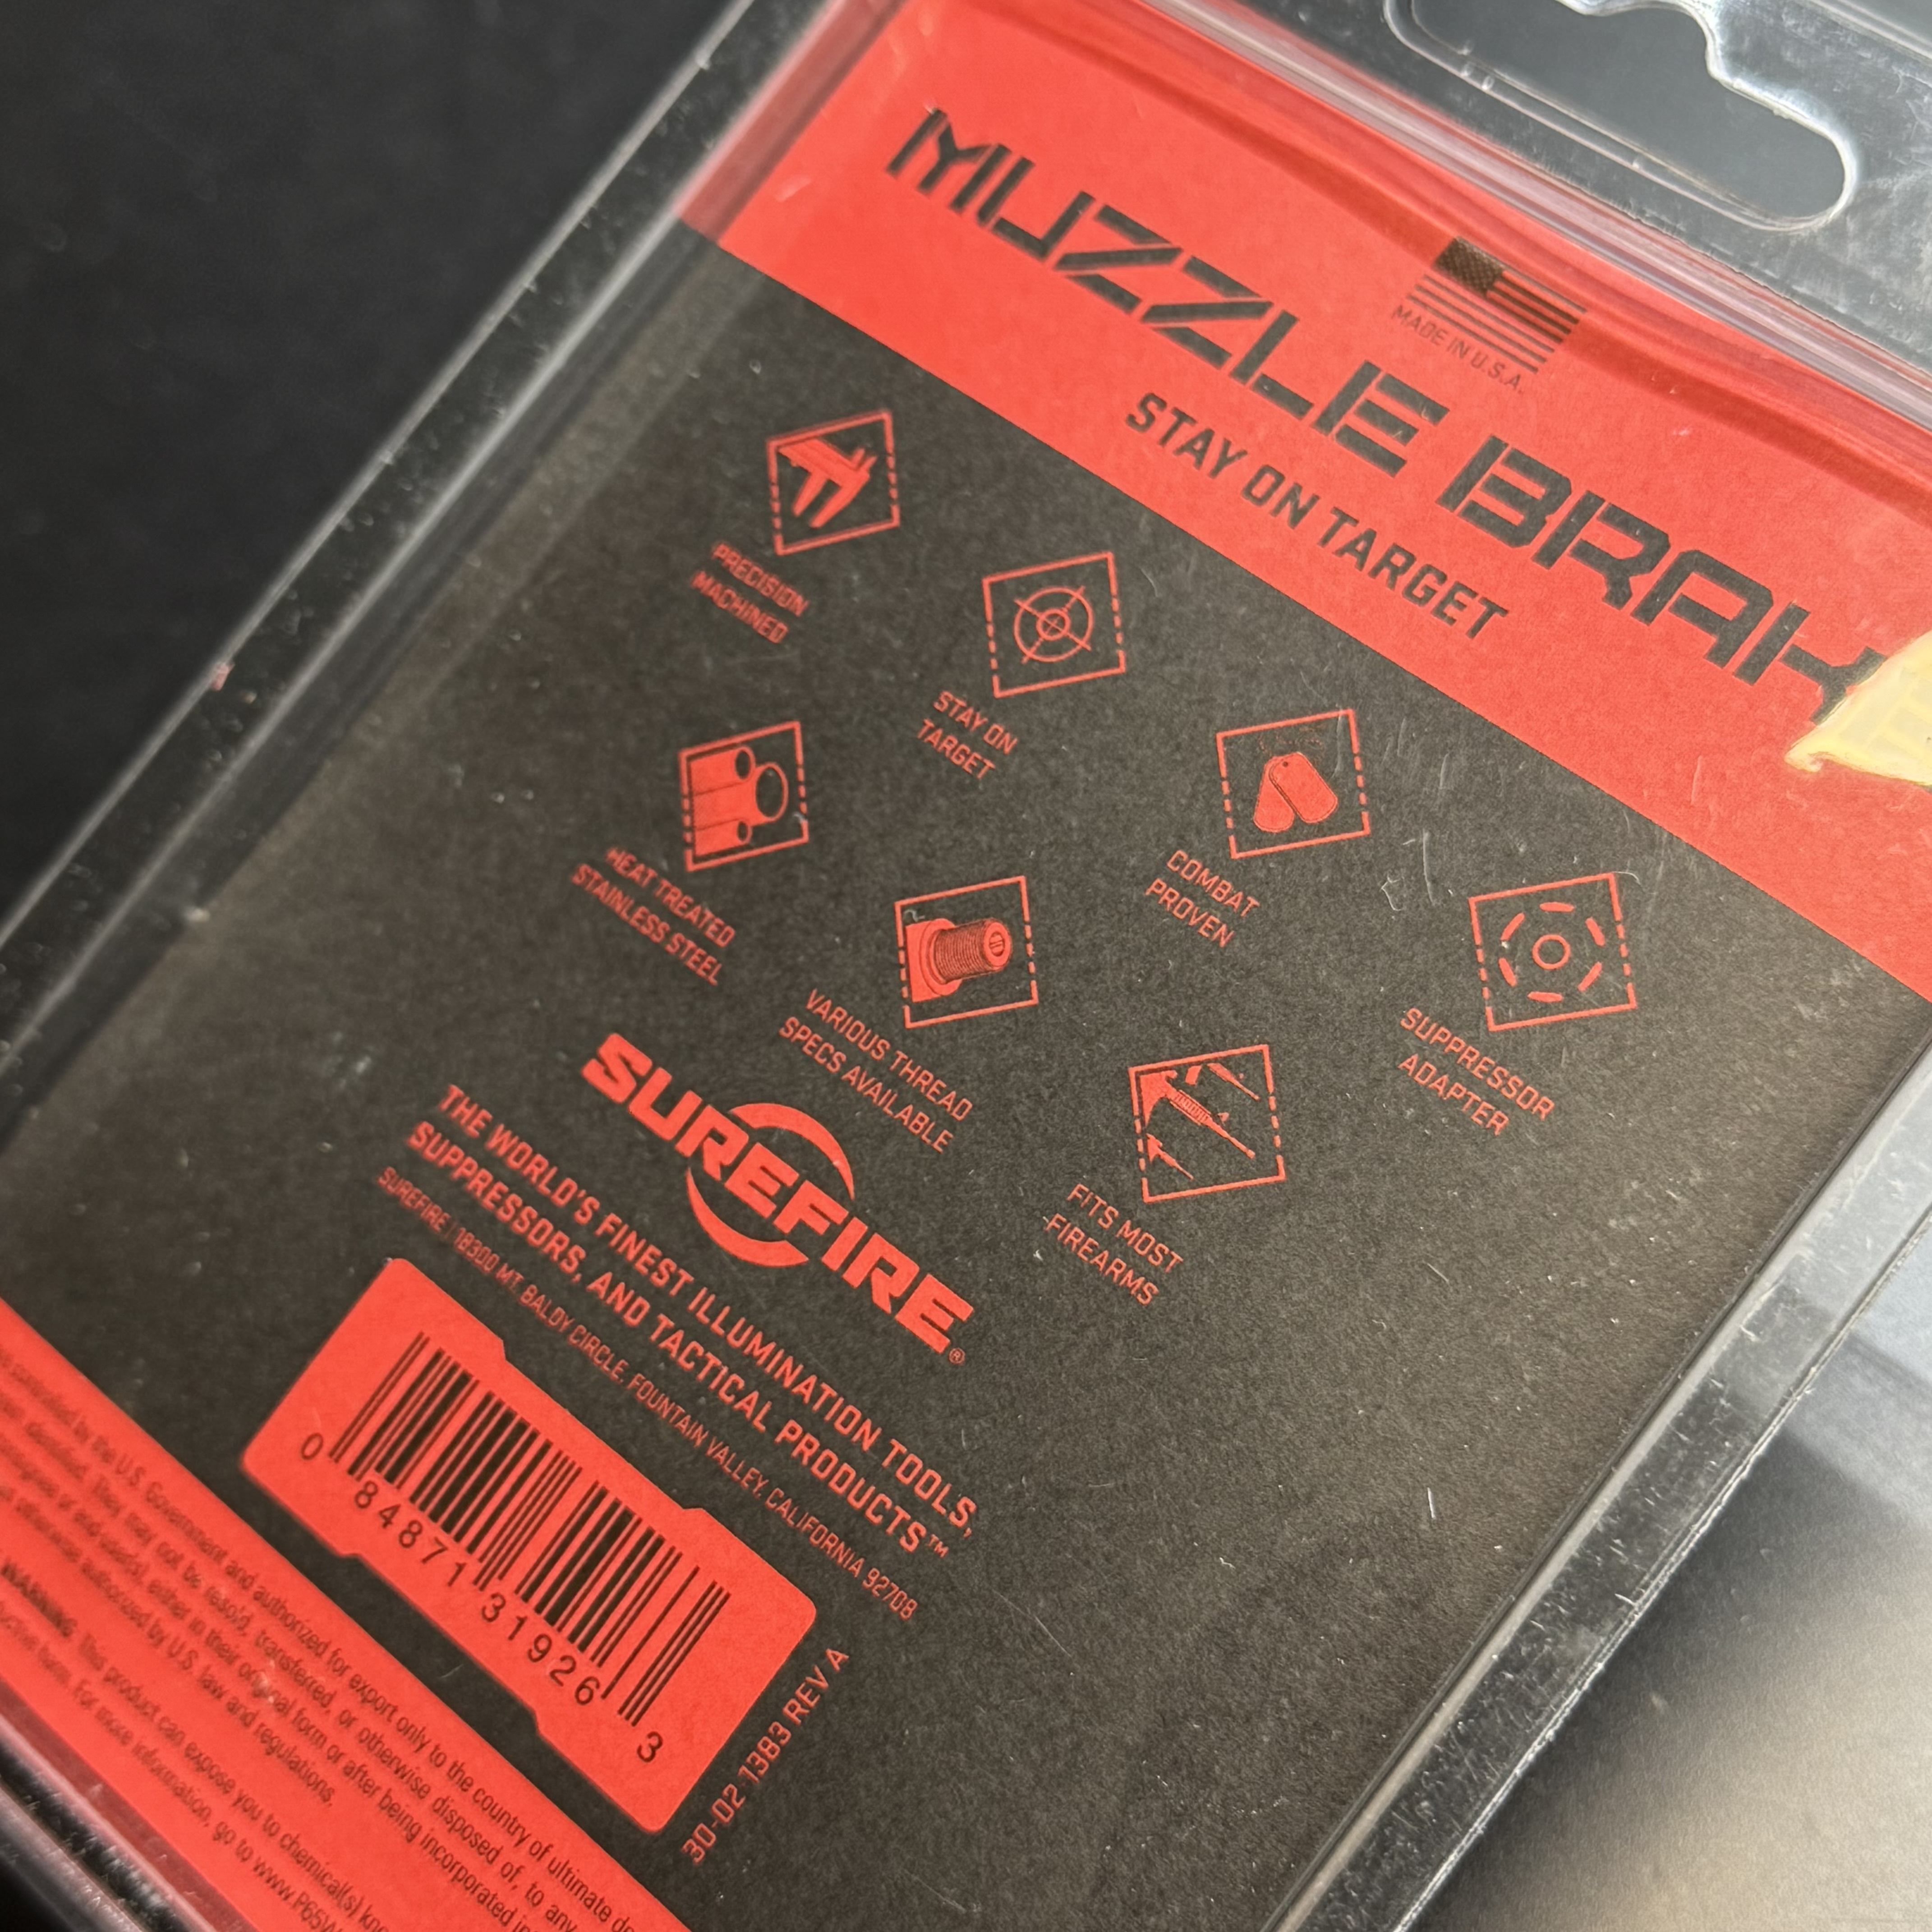 MADE IN U.S.A.
MUZZLE BRAK
STAY ON TARGET
PRECISION
MACHINED
STAY ON
TARGET
COMBAT
PROVEN
SUPPRESSOR
ADAPTER
HEAT TREATED
STAINLESS STEEL
VARIOUS THREAD
SPECS AVAILABLE
FITS MOST
FIREARMS
SUREFIRE®
THE WORLD'S FINEST ILLUMINATION TOOLS,
SUPPRESSORS, AND TACTICAL PRODUCTS™
SUREFIRE | 18300 MT. BALDY CIRCLE, FOUNTAIN VALLEY, CALIFORNIA 92708
0 84871 31926 3
30-02-1383 REV A
controlled by the U.S. Government and authorized for export only to the country of ultimate
They may not be resold, transferred, or otherwise disposed of, to any
either in their original form or after being incorporated
otherwise authorized by U.S. law and regulations.
WARNING: This product can expose you to chemical(s)
harm. For more information, go to www.P65W